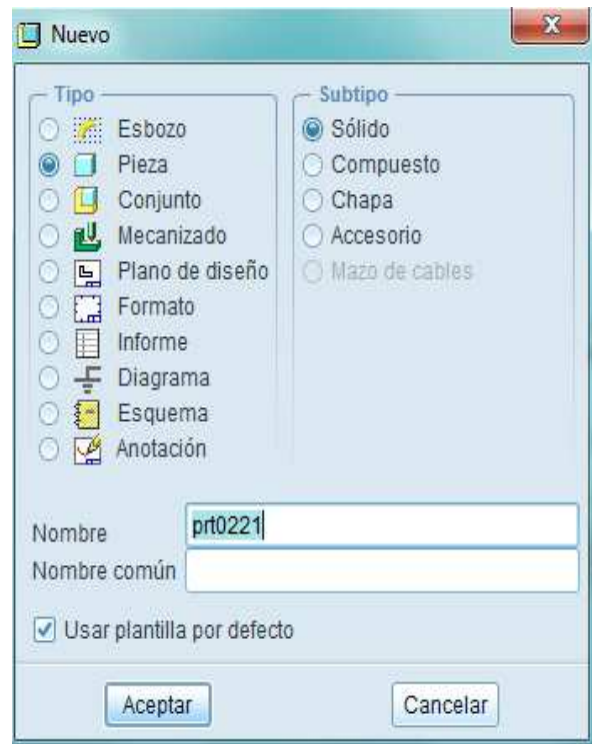 Nuevo
Tipo
Esbozo
Pieza
Conjunto
Mecanizado
Plano de diseño
Formato
Informe
Diagrama
Esquema
Anotación
Subtipo
Sólido
Compuesto
Chapa
Accesorio
Mazo de cables
Nombre prt0221
Nombre común
Usar plantilla por defecto
Aceptar Cancelar